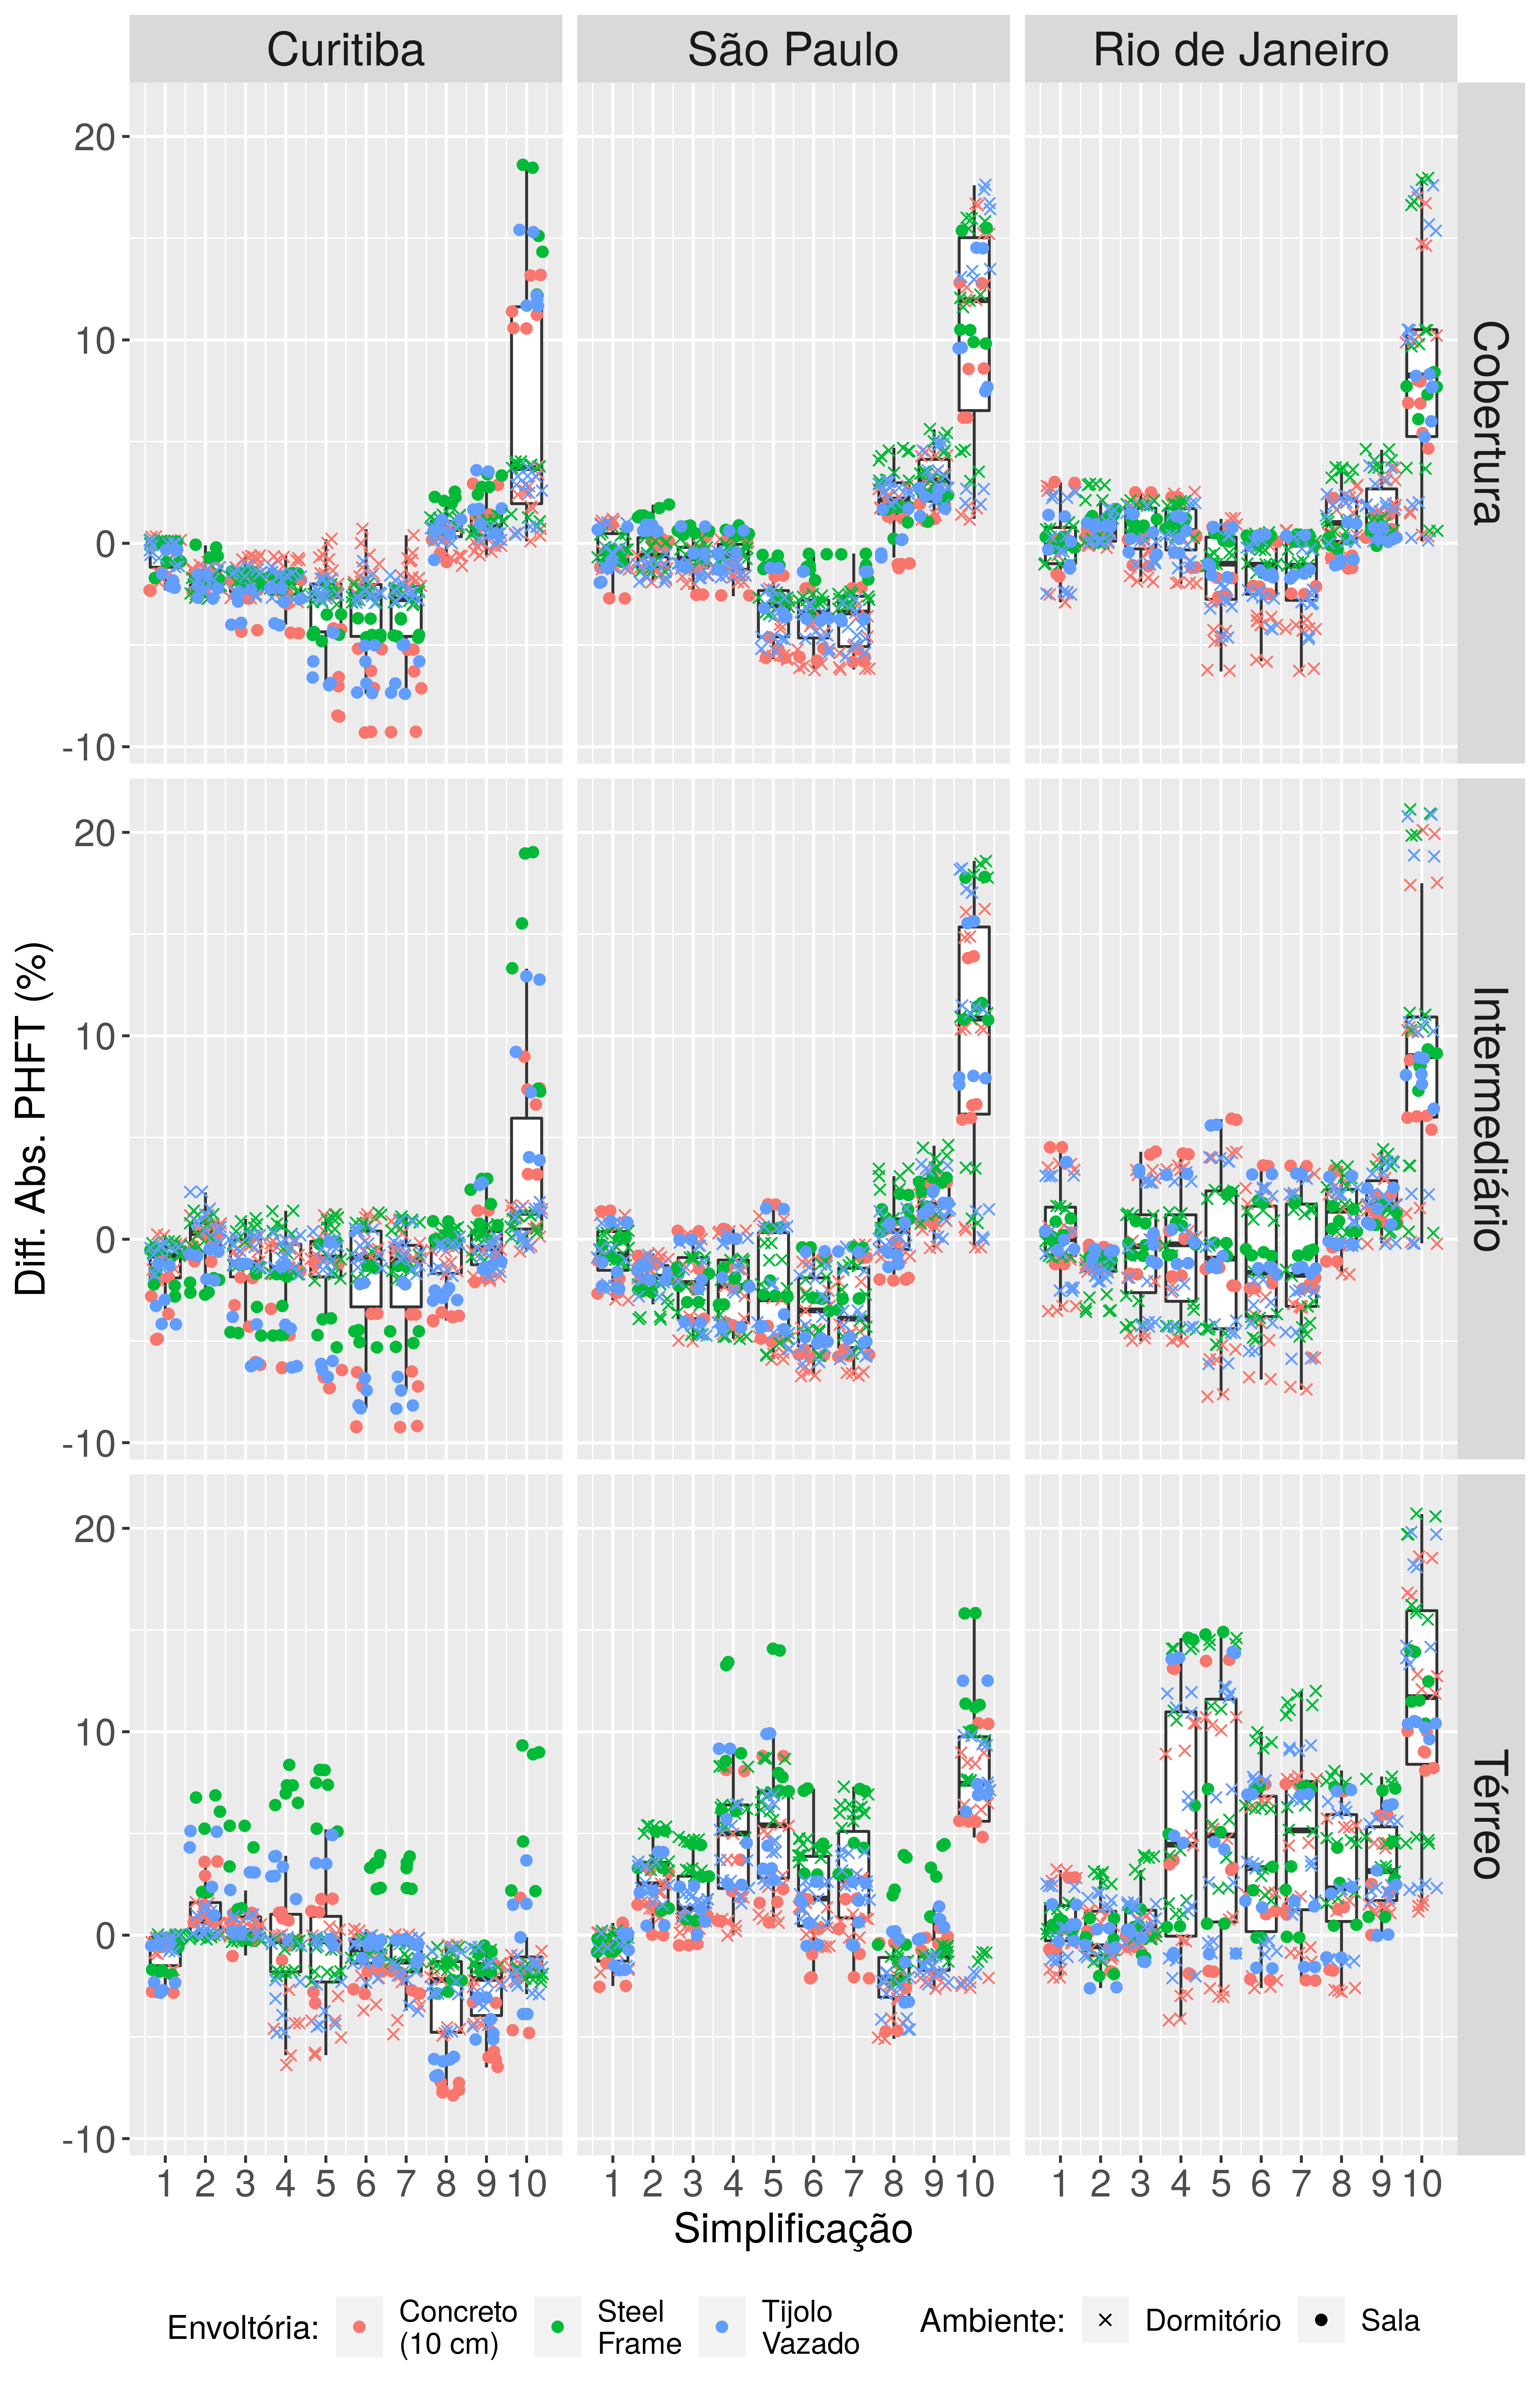 Curitiba São Paulo Rio de Janeiro
20
10
0
-10
Cobertura
20
10
0
-10
Intermediário
Diff. Abs. PHFT (%)
20
10
0
-10
Térreo
1 2 3 4 5 6 7 8 9 10 1 2 3 4 5 6 7 8 9 10 1 2 3 4 5 6 7 8 9 10
Simplificação
Envoltória: Concreto (10 cm) Steel Frame Tijolo Vazado Ambiente: Dormitório Sala